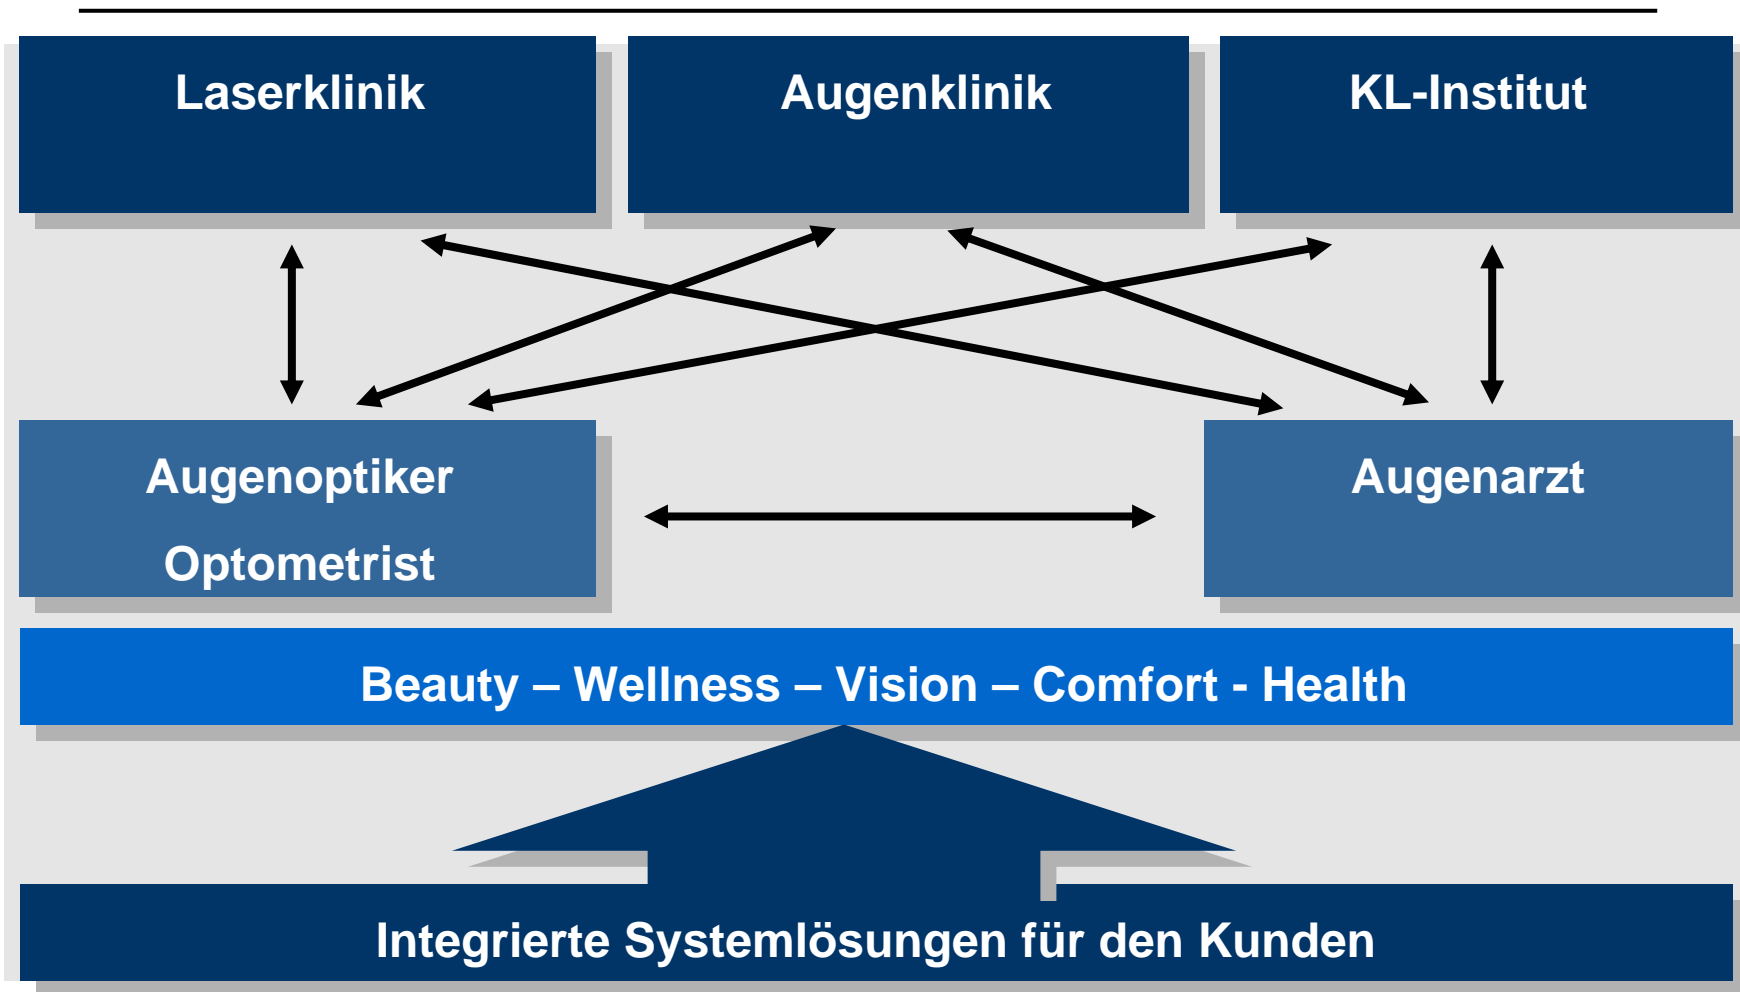 Laserklinik
Augenklinik
KL-Institut
Augenoptiker
Optometrist
Augenarzt
Beauty – Wellness – Vision – Comfort - Health
Integrierte Systemlösungen für den Kunden